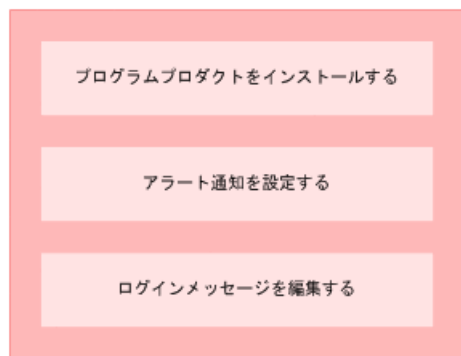 プログラムプロダクトをインストールする
アラート通知を設定する
ログインメッセージを編集する